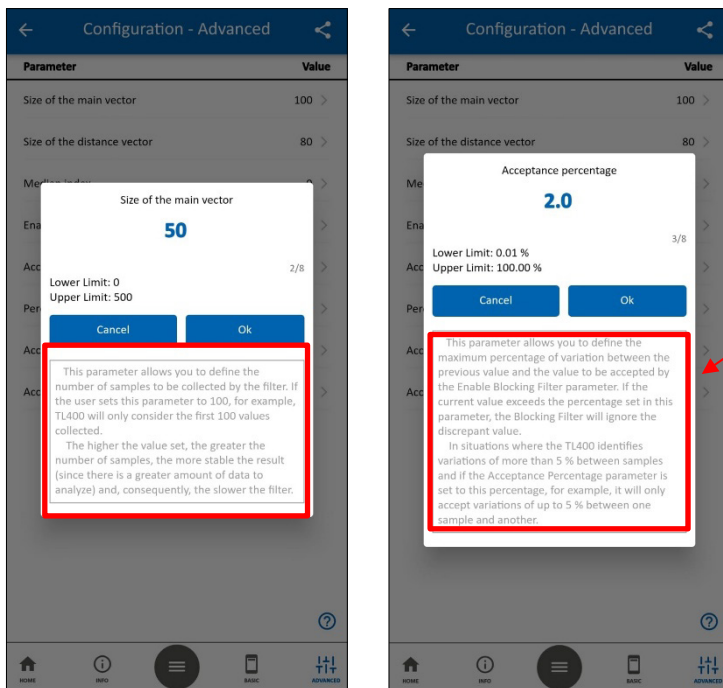 Configuration - Advanced
Parameter Value
Size of the main vector 100
Size of the distance vector 80
Size of the main vector
50
2/8
Lower Limit: 0
Upper Limit: 500
Cancel Ok
This parameter allows you to define the
number of samples to be collected by the filter. If
the user sets this parameter to 100, for example,
TL400 will only consider the first 100 values
collected.
The higher the value set, the greater the
number of samples, the more stable the result
(since there is a greater amount of data to
analyze) and, consequently, the slower the filter.
HOME INFO BASIC ADVANCED
Configuration - Advanced
Parameter Value
Size of the main vector 100
Size of the distance vector 80
Acceptance percentage
2.0
3/8
Lower Limit: 0.01 %
Upper Limit: 100.00 %
Cancel Ok
This parameter allows you to define the
maximum percentage of variation between the
previous value and the value to be accepted by
the Enable Blocking Filter parameter. If the
current value exceeds the percentage set in this
parameter, the Blocking Filter will ignore the
discrepant value.
In situations where the TL400 identifies
variations of more than 5 % between samples
and if the Acceptance Percentage parameter is
set to this percentage, for example, it will only
accept variations of up to 5 % between one
sample and another.
HOME INFO BASIC ADVANCED